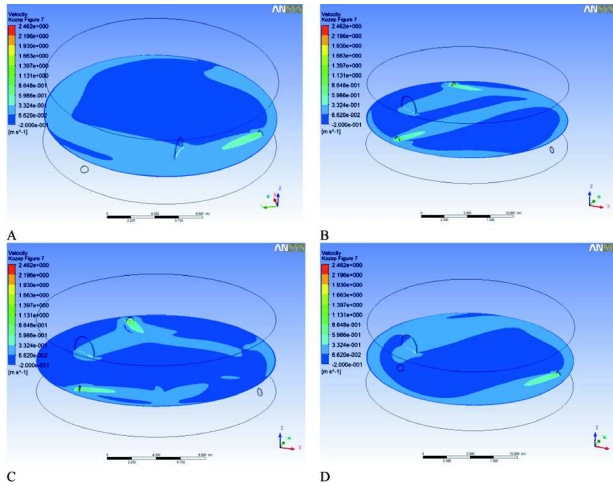 Velocity
Kozep Figure 7
2.462e+000
2.196e+000
1.930e+000
1.663e+000
1.397e+000
1.131e+000
8.648e-001
5.986e-001
3.324e-001
6.620e-002
-2.000e-001
[m s^-1]
ANSYS
Z
A
Velocity
Kozep Figure 7
2.462e+000
2.196e+000
1.930e+000
1.663e+000
1.397e+000
1.131e+000
8.648e-001
5.986e-001
3.324e-001
6.620e-002
-2.000e-001
[m s^-1]
ANSYS
Z
X
B
Velocity
Kozep Figure 7
2.462e+000
2.196e+000
1.930e+000
1.663e+000
1.397e+000
1.131e+000
8.648e-001
5.986e-001
3.324e-001
6.620e-002
-2.000e-001
[m s^-1]
ANSYS
Z
X
C
Velocity
Kozep Figure 7
2.462e+000
2.196e+000
1.930e+000
1.663e+000
1.397e+000
1.131e+000
8.648e-001
5.986e-001
3.324e-001
6.620e-002
-2.000e-001
[m s^-1]
ANSYS
Z
X
D